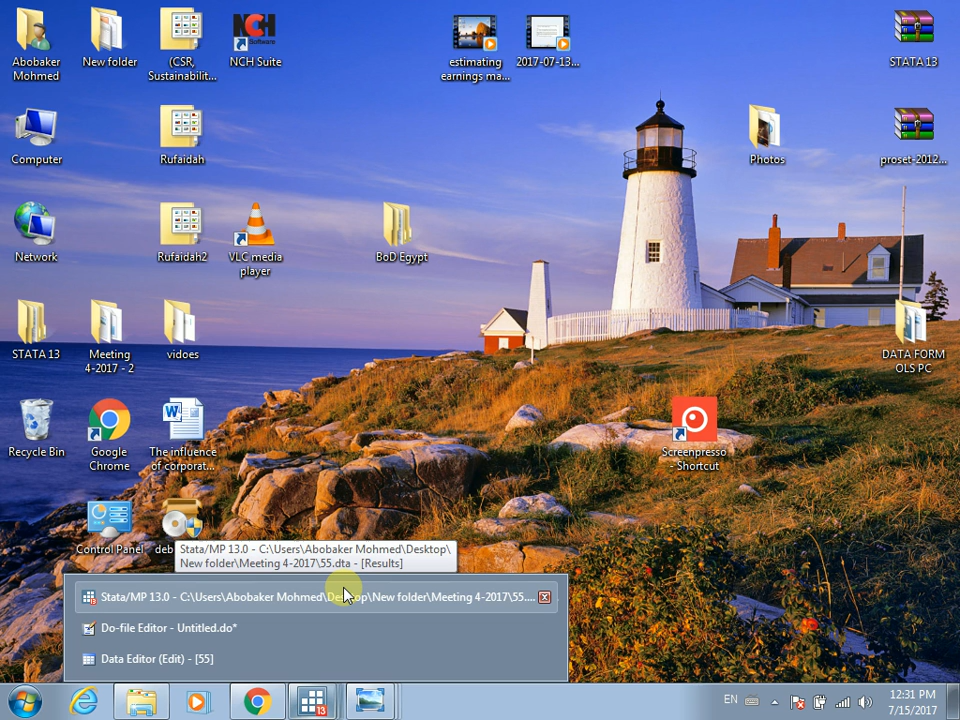 Abobaker
Mohmed
New folder
(CSR,
Sustainabilit...
NCH
Software
NCH Suite
estimating
earnings ma...
2017-07-13...
STATA 13
Computer
Rufaidah
Photos
proset-2012...
Network
Rufaidah2
VLC media
player
BoD Egypt
STATA 13
Meeting
4-2017 - 2
vidoes
DATA FORM
OLS PC
Recycle Bin
Google
Chrome
The influence
of corporat...
Screenpresso
- Shortcut
Control Panel
deb
Stata/MP 13.0 - C:\Users\Abobaker Mohmed\Desktop\
New folder\Meeting 4-2017\55.dta - [Results]
Stata/MP 13.0 - C:\Users\Abobaker Mohmed\Desktop\New folder\Meeting 4-2017\55....
Do-file Editor - Untitled.do*
Data Editor (Edit) - [55]
13
EN
12:31 PM
7/15/2017